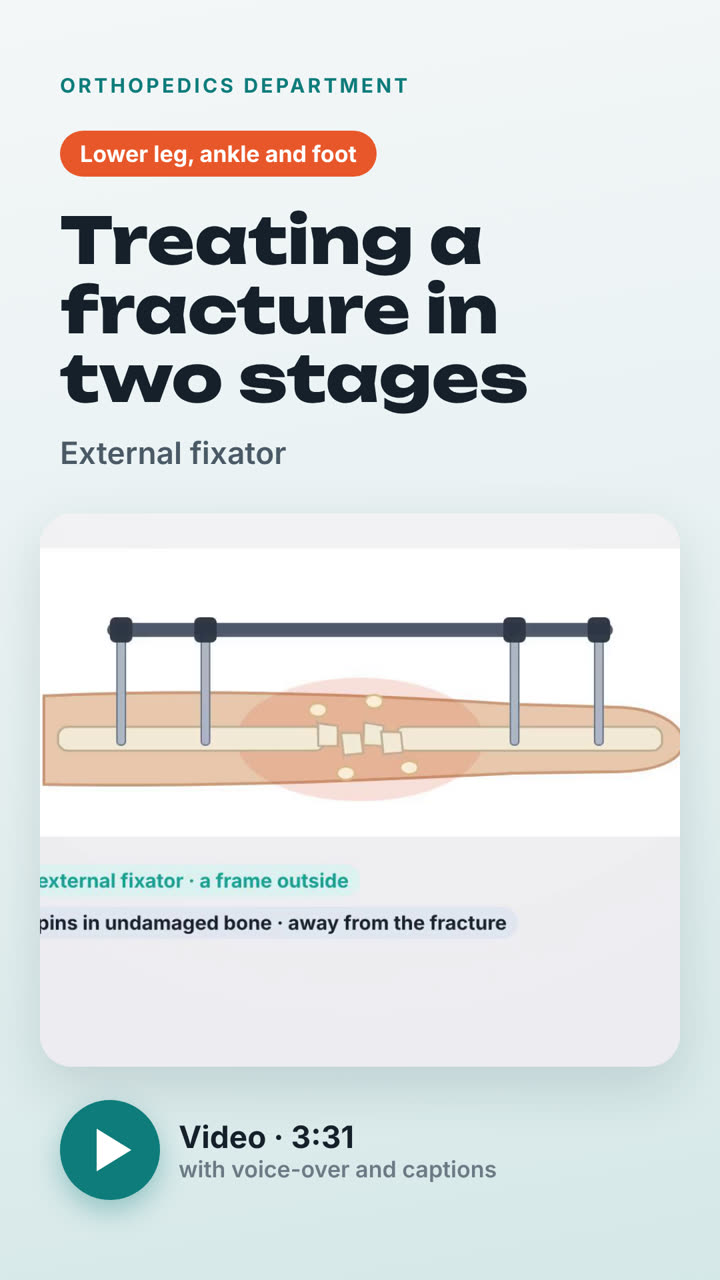 ORTHOPEDICS DEPARTMENT
Lower leg, ankle and foot
Treating a
fracture in
two stages
External fixator
external fixator · a frame outside
pins in undamaged bone · away from the fracture
Video · 3:31
with voice-over and captions